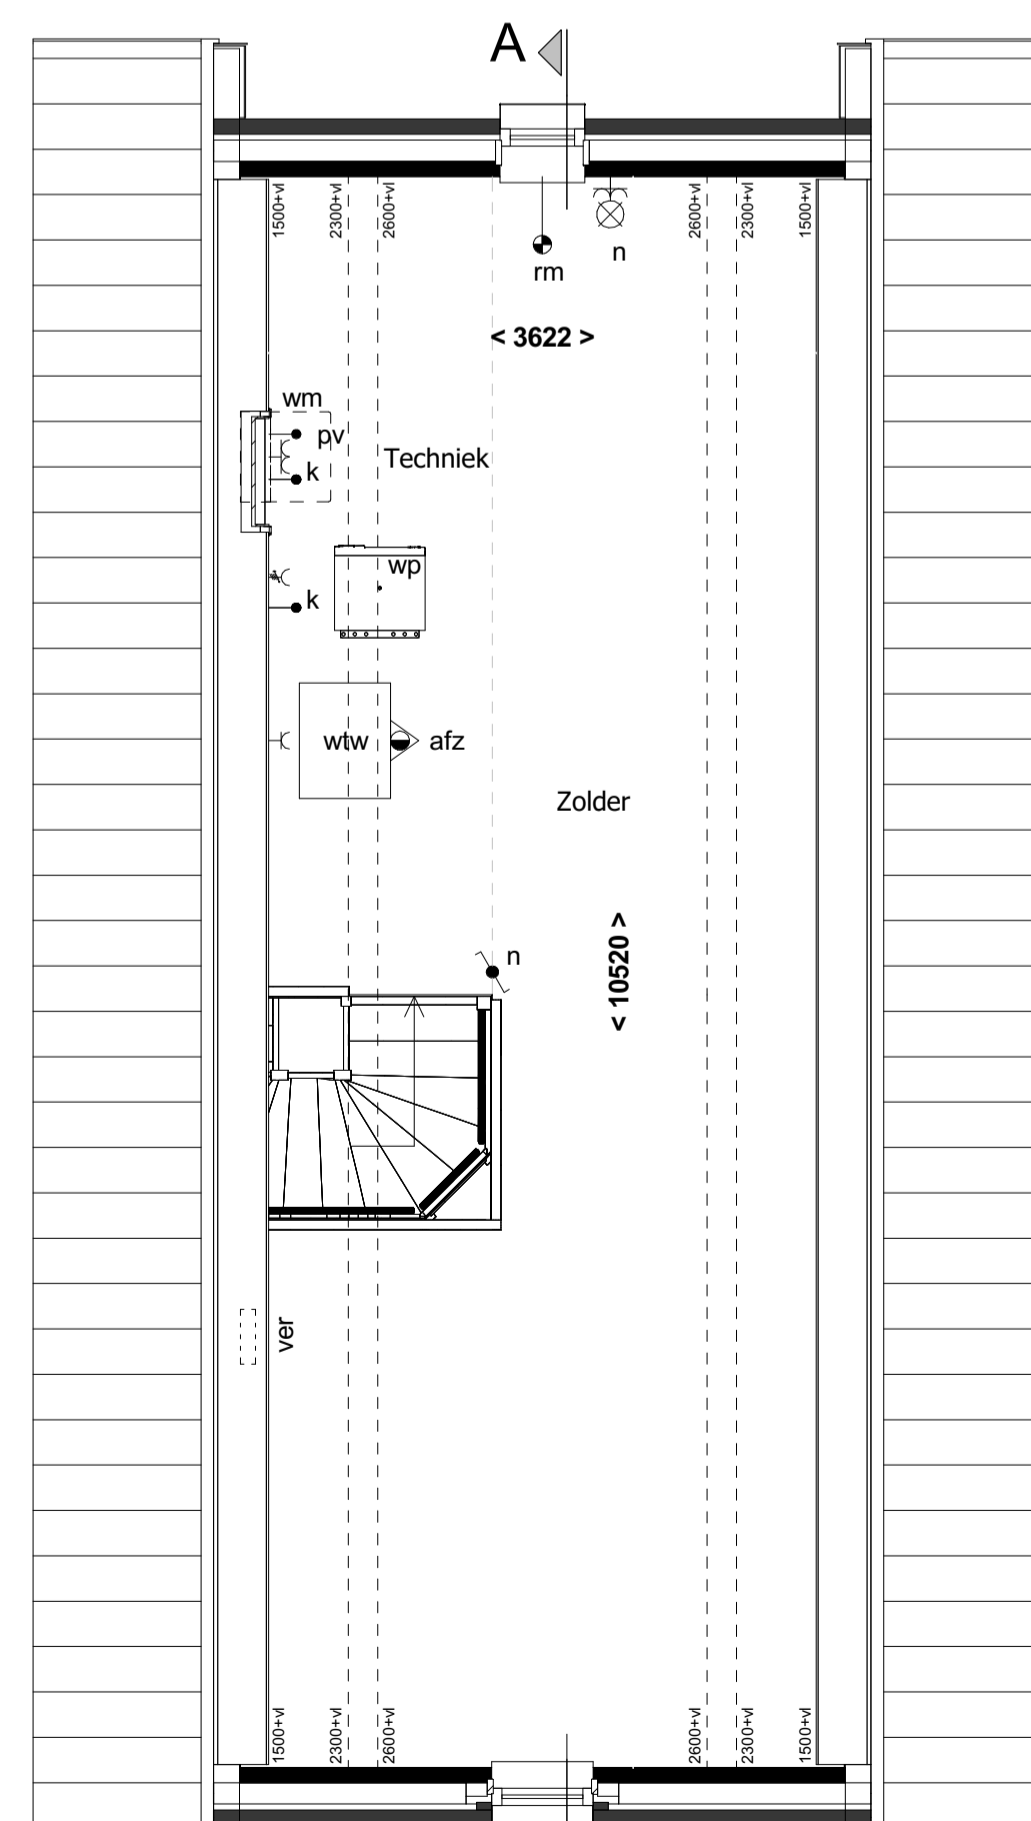 A
1500+vl
2300+vl
2600+vl
2600+vl
2300+vl
1500+vl
n
rm
< 3622 >
wm
pv
Techniek
k
wp
k
wtw
afz
Zolder
< 10520 >
n
ver
1500+vl
2300+vl
2600+vl
2600+vl
2300+vl
1500+vl